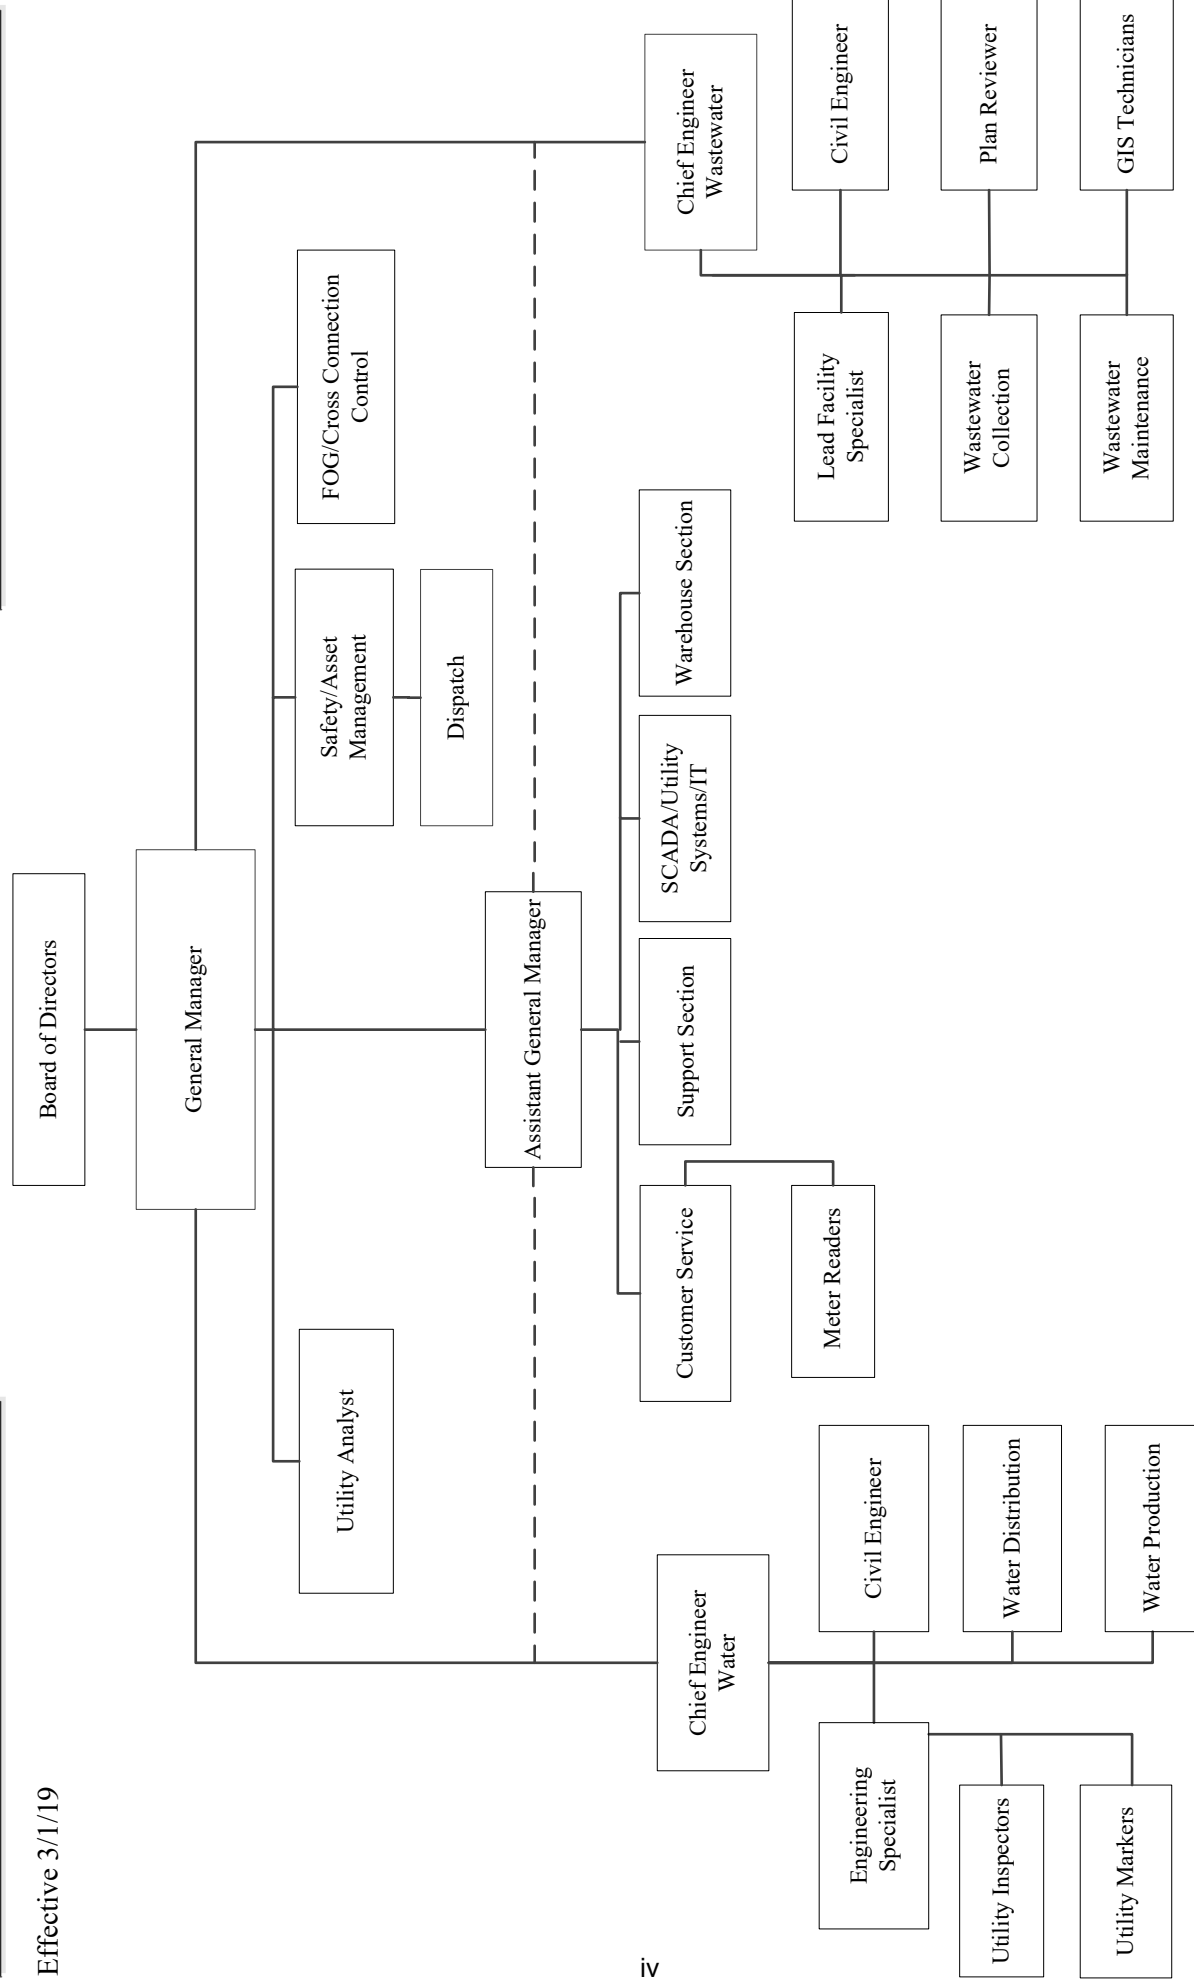 Effective 3/1/19
Board of Directors
General Manager
Utility Analyst
Safety/Asset
Management
FOG/Cross Connection
Control
Dispatch
Assistant General Manager
Chief Engineer
Water
Customer Service
Support Section
SCADA/Utility
Systems/IT
Warehouse Section
Chief Engineer
Wastewater
Meter Readers
Engineering
Specialist
Civil Engineer
Utility Inspectors
Water Distribution
Utility Markers
Water Production
Lead Facility
Specialist
Civil Engineer
Wastewater
Collection
Plan Reviewer
Wastewater
Maintenance
GIS Technicians
iv